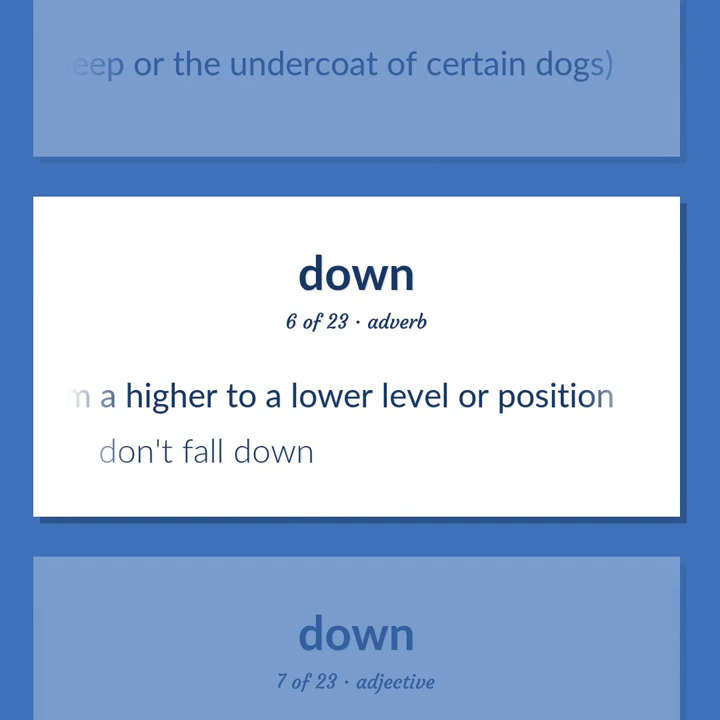 or the undercoat of certain dogs)
down
6 of 23 · adverb
a higher to a lower level or position
don't fall down
down
7 of 23 · adjective